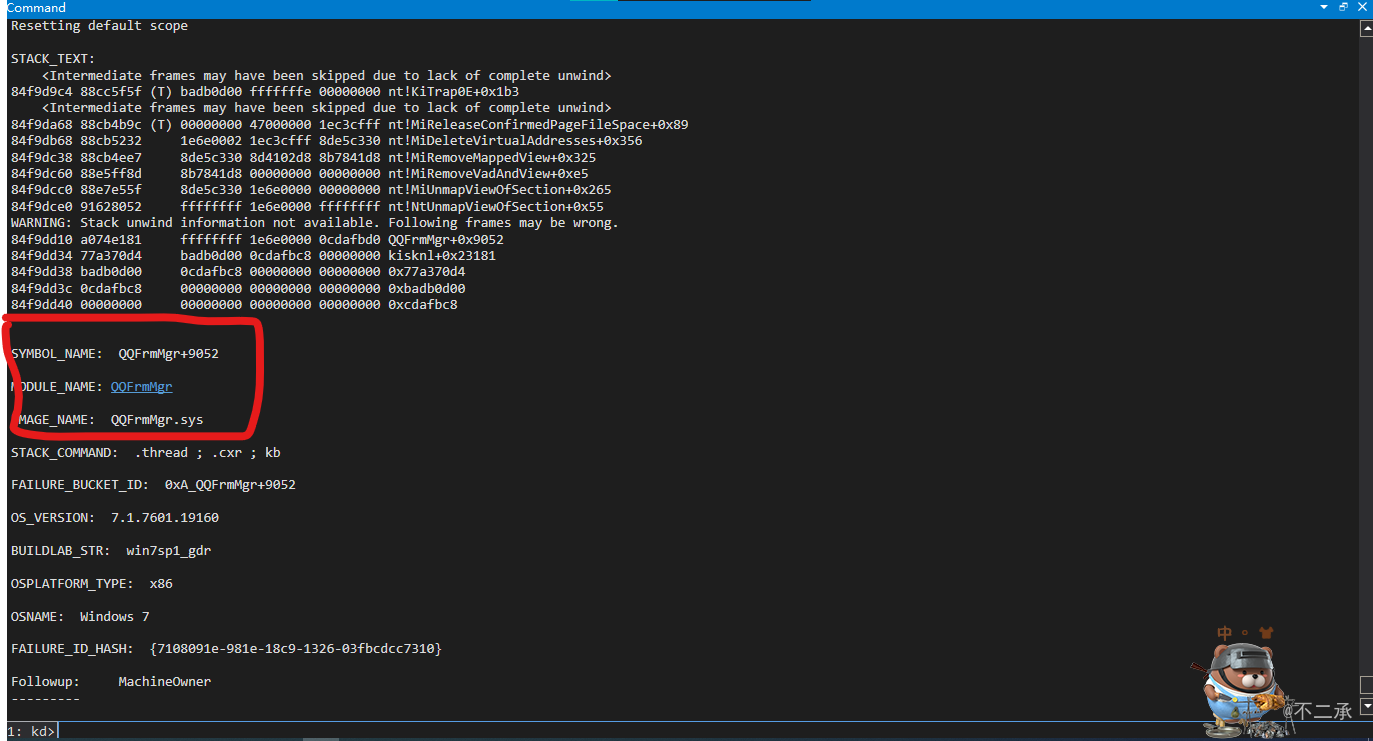 Command
Resetting default scope
STACK_TEXT:
<Intermediate frames may have been skipped due to lack of complete unwind>
84f9d9c4 88cc5f5f (T) badb0d00 fffffffe 00000000 nt!KiTrap0E+0x1b3
<Intermediate frames may have been skipped due to lack of complete unwind>
84f9da68 88cb4b9c (T) 00000000 47000000 1ec3cfff nt!MiReleaseConfirmedPageFileSpace+0x89
84f9db68 88cb5232     1e6e0002 1ec3cfff 8de5c330 nt!MiDeleteVirtualAddresses+0x356
84f9dc38 88cb4ee7     8de5c330 8d4102d8 8b7841d8 nt!MiRemoveMappedView+0x325
84f9dc60 88e5ff8d     8b7841d8 00000000 00000000 nt!MiRemoveVadAndView+0xe5
84f9dcc0 88e7e55f     8de5c330 1e6e0000 00000000 nt!MiUnmapViewOfSection+0x265
84f9dce0 91628052     ffffffff 1e6e0000 ffffffff nt!NtUnmapViewOfSection+0x55
WARNING: Stack unwind information not available. Following frames may be wrong.
84f9dd10 a074e181     ffffffff 1e6e0000 0cdafbd0 QQFrmMgr+0x9052
84f9dd34 77a370d4     badb0d00 0cdafbc8 00000000 kisknl+0x23181
84f9dd38 badb0d00     0cdafbc8 00000000 00000000 0x77a370d4
84f9dd3c 0cdafbc8     00000000 00000000 00000000 0xbadb0d00
84f9dd40 00000000     00000000 00000000 00000000 0xcdafbc8
SYMBOL_NAME:  QQFrmMgr+9052
MODULE_NAME: QQFrmMgr
IMAGE_NAME:  QQFrmMgr.sys
STACK_COMMAND:  .thread ; .cxr ; kb
FAILURE_BUCKET_ID:  0xA_QQFrmMgr+9052
OS_VERSION:  7.1.7601.19160
BUILDLAB_STR:  win7sp1_gdr
OSPLATFORM_TYPE:  x86
OSNAME:  Windows 7
FAILURE_ID_HASH:  {7108091e-981e-18c9-1326-03fbcdcc7310}
Followup:     MachineOwner
---------
中
@不二承
1: kd>